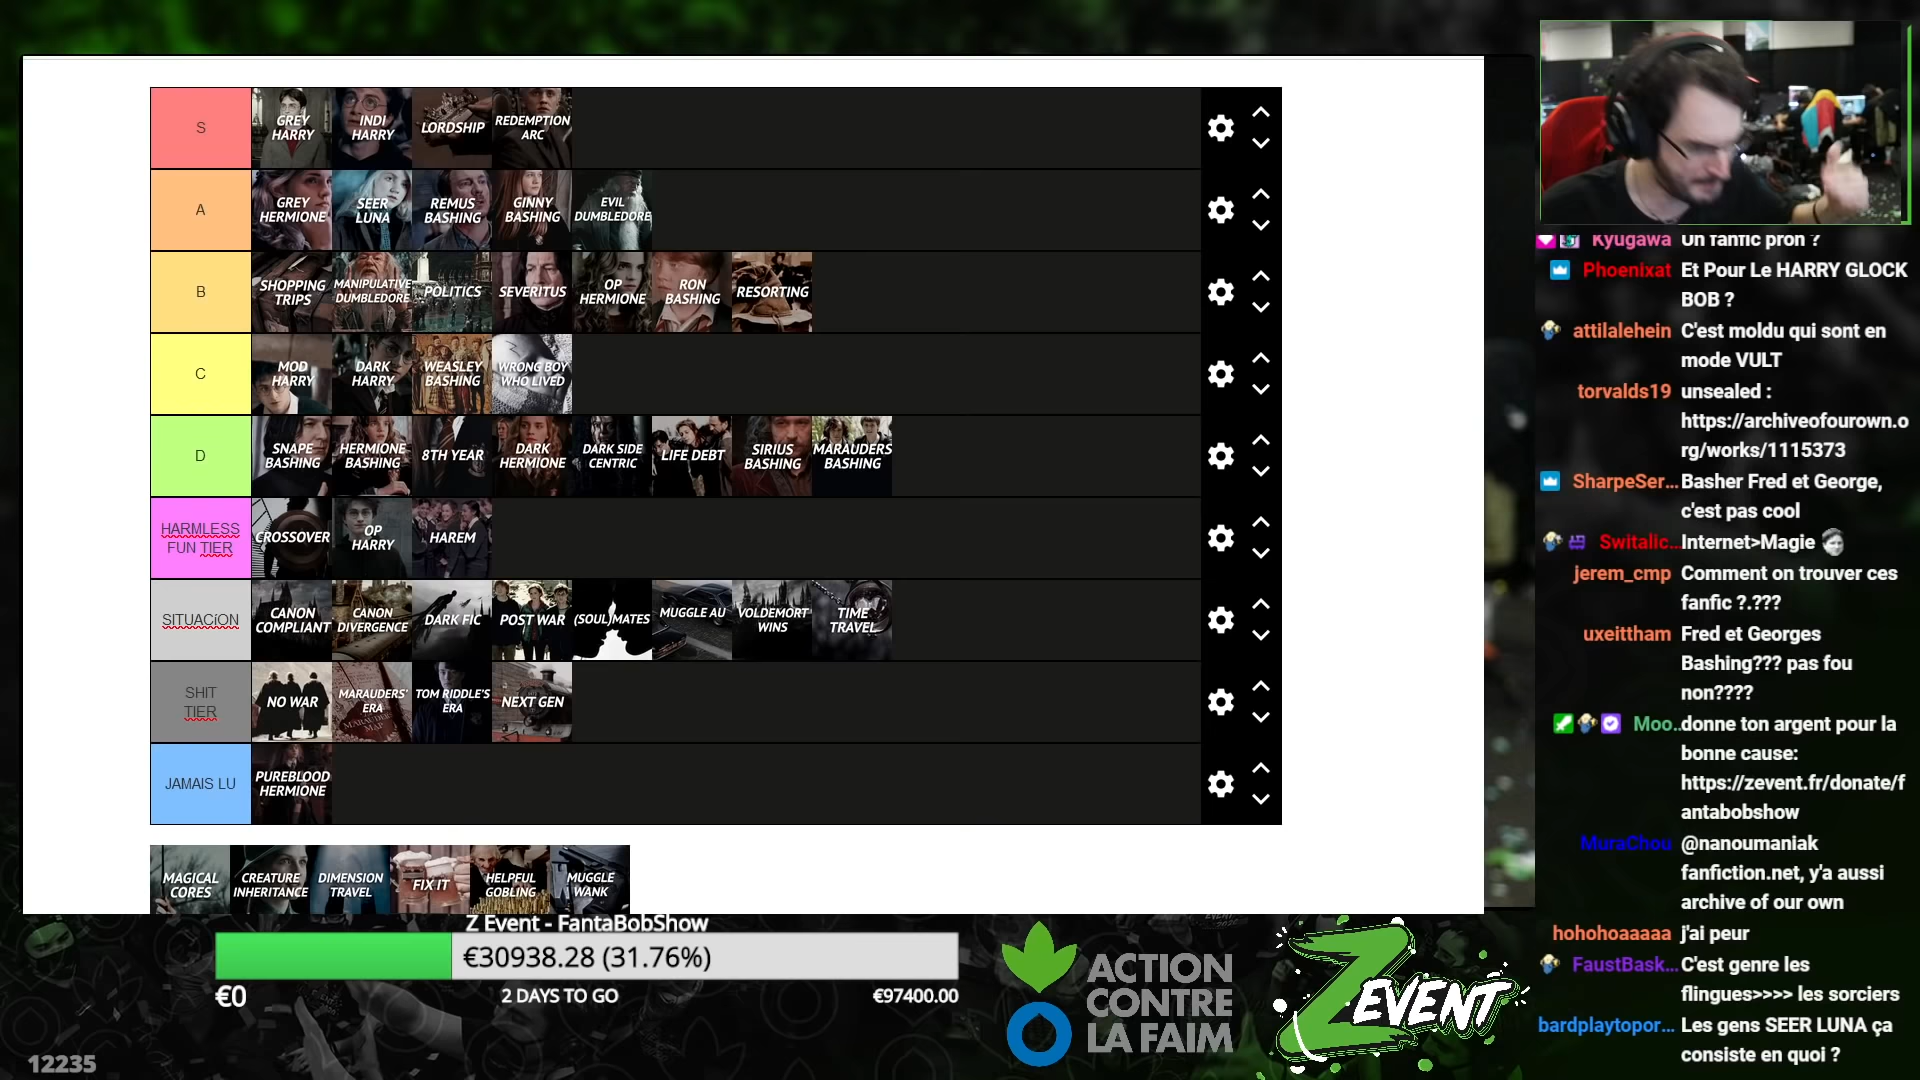 S
GREY
HARRY
INDI
HARRY
LORDSHIP
REDEMPTION
ARC
A
GREY
HERMIONE
SEER
LUNA
REMUS
BASHING
GINNY
BASHING
EVIL
DUMBLEDORE
B
SHOPPING
TRIPS
MANIPULATIVE
DUMBLEDORE
POLITICS
SEVERITUS
OP
HERMIONE
RON
BASHING
RESORTING
C
MOD
HARRY
DARK
HARRY
WEASLEY
BASHING
WRONG BOY
WHO LIVED
D
SNAPE
BASHING
HERMIONE
BASHING
8TH YEAR
DARK
HERMIONE
DARK SIDE
CENTRIC
LIFE DEBT
SIRIUS
BASHING
MARAUDERS
BASHING
HARMLESS
FUN TIER
CROSSOVER
OP
HARRY
HAREM
SITUACiON
CANON
COMPLIANT
CANON
DIVERGENCE
DARK FIC
POST WAR
(SOUL)MATES
MUGGLE AU
VOLDEMORT
WINS
TIME
TRAVEL
SHIT
TIER
NO WAR
MARAUDERS'
ERA
MARAUDER'S
MAP
TOM RIDDLE'S
ERA
NEXT GEN
JAMAIS LU
PUREBLOOD
HERMIONE
MAGICAL
CORES
CREATURE
INHERITANCE
DIMENSION
TRAVEL
FIX IT
HELPFUL
GOBLING
MUGGLE
WANK
Z Event - FantaBobShow
€30938.28 (31.76%)
€0
2 DAYS TO GO
€97400.00
12235
ACTION
CONTRE
LA FAIM
ZEVENT
Kyugawa Un fanfic pron ?
Phoenixat Et Pour Le HARRY GLOCK
BOB ?
attilalehein C'est moldu qui sont en
mode VULT
torvalds19 unsealed :
https://archiveofourown.o
rg/works/1115373
SharpeSer... Basher Fred et George,
c'est pas cool
Switalic... Internet>Magie
jerem_cmp Comment on trouver ces
fanfic ?.???
uxeittham Fred et Georges
Bashing??? pas fou
non????
Moo... donne ton argent pour la
bonne cause:
https://zevent.fr/donate/f
antabobshow
MuraChou @nanoumaniak
fanfiction.net, y'a aussi
archive of our own
hohohoaaaaa j'ai peur
FaustBask... C'est genre les
flingues>>>> les sorciers
bardplaytopor... Les gens SEER LUNA ça
consiste en quoi ?